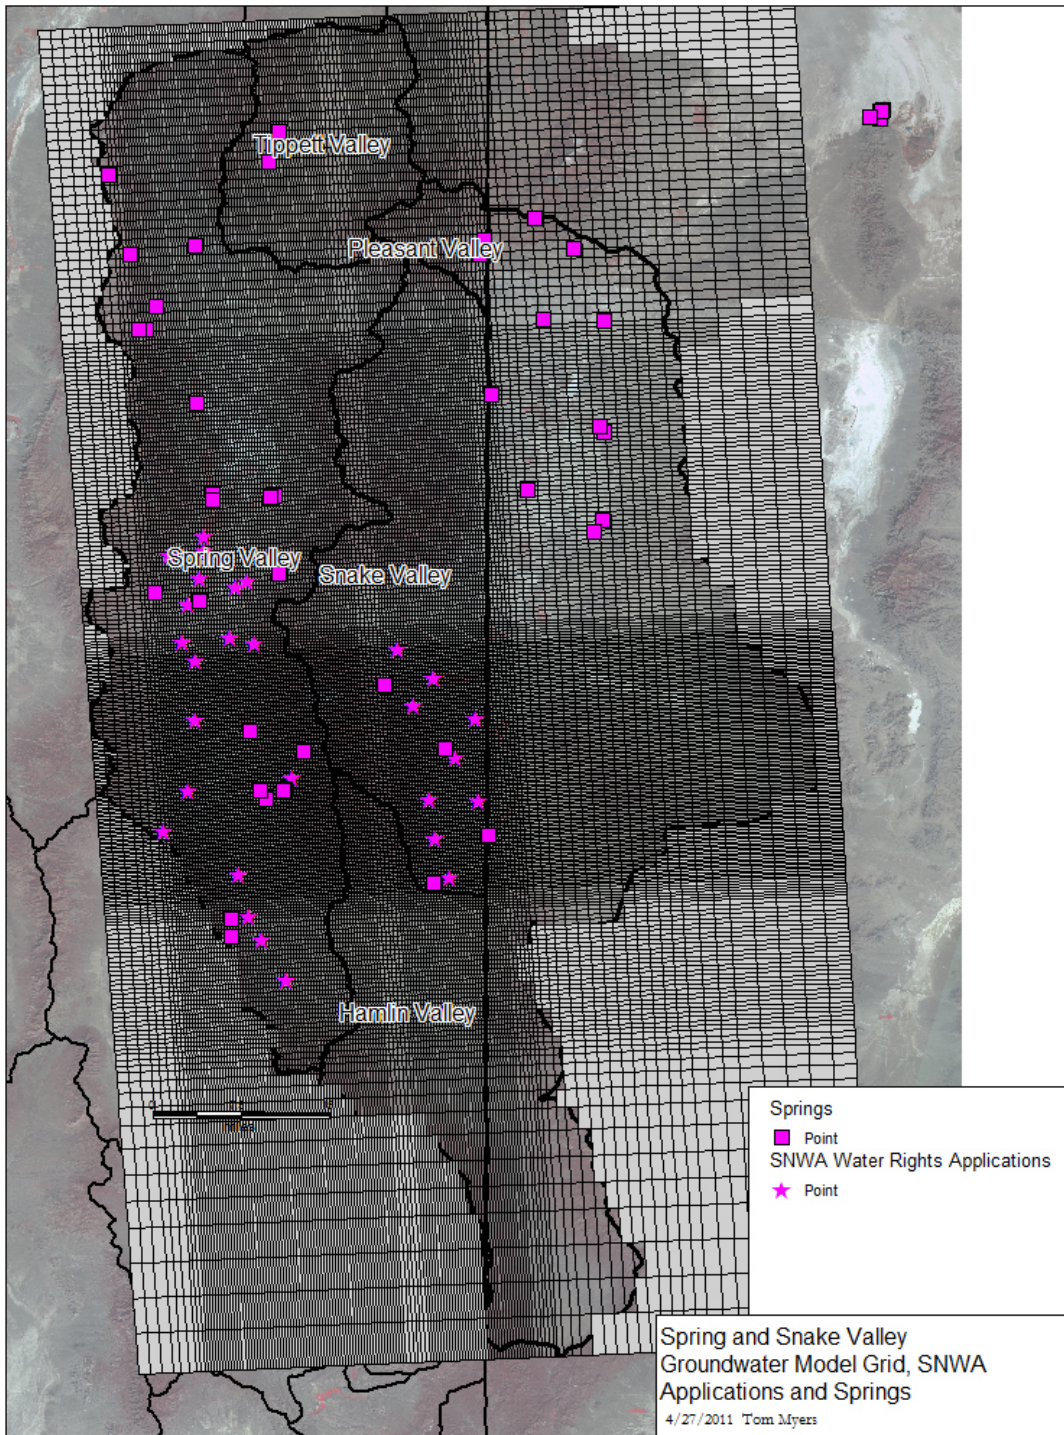 Tippett Valley
Pleasant Valley
Spring Valley
Snake Valley
Hamlin Valley
Springs
Point
SNWA Water Rights Applications
Point
Spring and Snake Valley
Groundwater Model Grid, SNWA
Applications and Springs
4/27/2011 Tom Myers